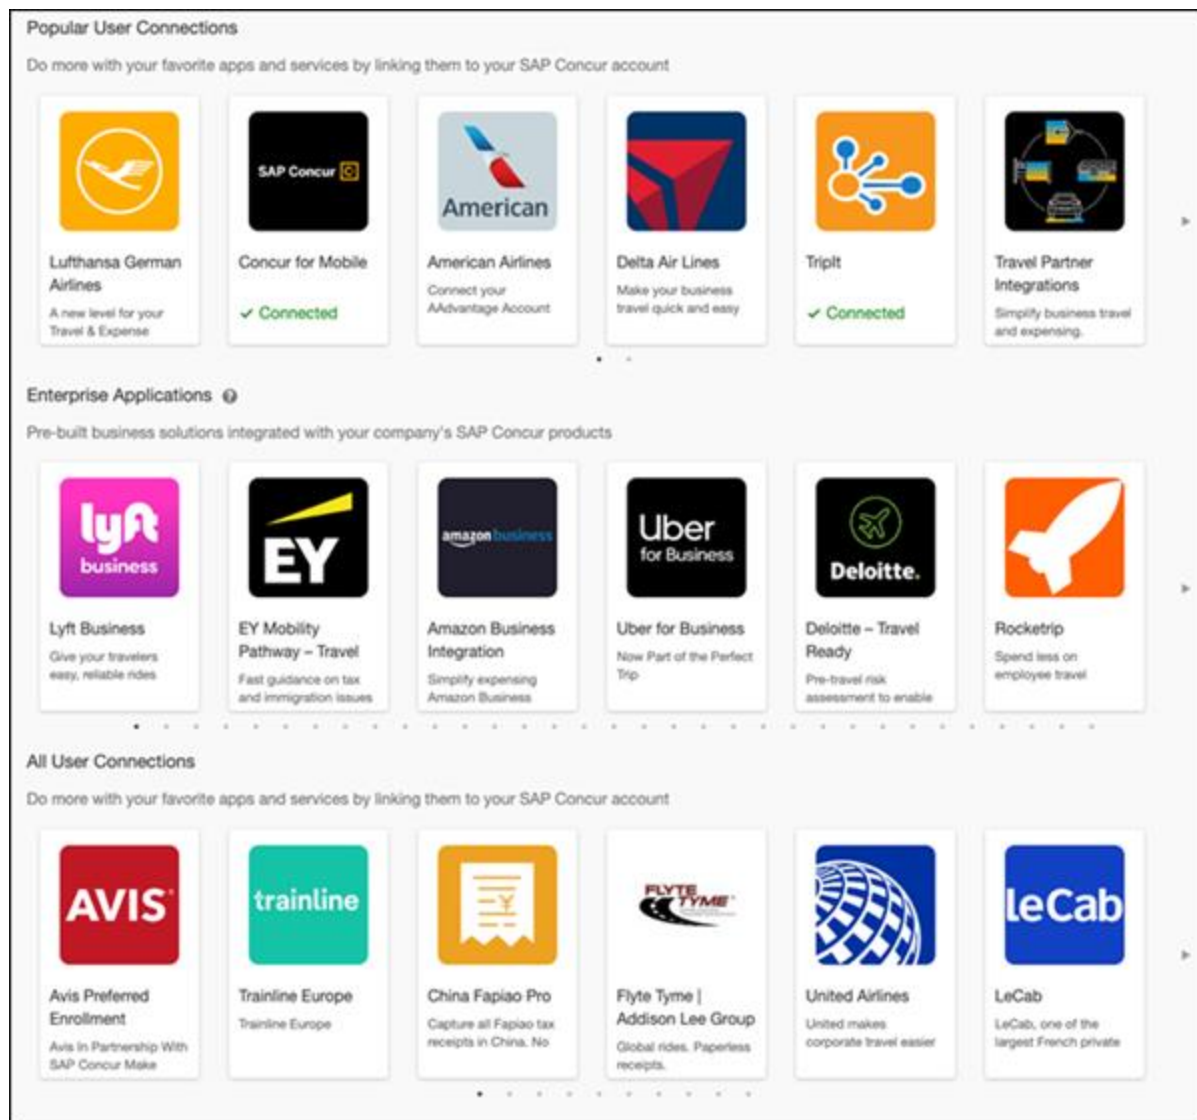 Popular User Connections
Do more with your favorite apps and services by linking them to your SAP Concur account
SAP Concur C
American
Lufthansa German
Airlines
A new level for your
Travel & Expense
Concur for Mobile
✓ Connected
American Airlines
Connect your
AAdvantage Account
Delta Air Lines
Make your business
travel quick and easy
TripIt
✓ Connected
Travel Partner
Integrations
Simplify business travel
and expensing.
Enterprise Applications ?
Pre-built business solutions integrated with your company's SAP Concur products
lyft
business
EY
amazon business
Uber
for Business
Deloitte.
Lyft Business
Give your travelers
easy, reliable rides
EY Mobility
Pathway – Travel
Fast guidance on tax
and immigration issues
Amazon Business
Integration
Simplify expensing
Amazon Business
Uber for Business
Now Part of the Perfect
Trip
Deloitte – Travel
Ready
Pre-travel risk
assessment to enable
Rocketrip
Spend less on
employee travel
All User Connections
Do more with your favorite apps and services by linking them to your SAP Concur account
AVIS
trainline
¥
FLYTE
TYME
leCab
Avis Preferred
Enrollment
Avis In Partnership With
SAP Concur Make
Trainline Europe
Trainline Europe
China Fapiao Pro
Capture all Fapiao tax
receipts in China. No
Flyte Tyme |
Addison Lee Group
Global rides. Paperless
receipts.
United Airlines
United makes
corporate travel easier
LeCab
LeCab, one of the
largest French private